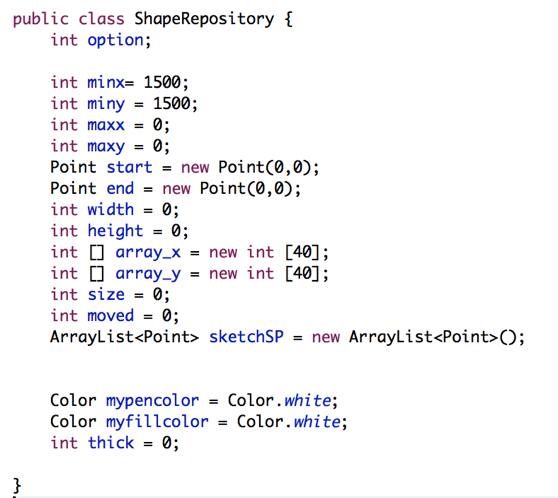 public class ShapeRepository {
int option;
int minx= 1500;
int miny = 1500;
int maxx = 0;
int maxy = 0;
Point start = new Point(0,0);
Point end = new Point(0,0);
int width = 0;
int height = 0;
int [] array_x = new int [40];
int [] array_y = new int [40];
int size = 0;
int moved = 0;
ArrayList<Point> sketchSP = new ArrayList<Point>();
Color mypencolor = Color.white;
Color myfillcolor = Color.white;
int thick = 0;
}